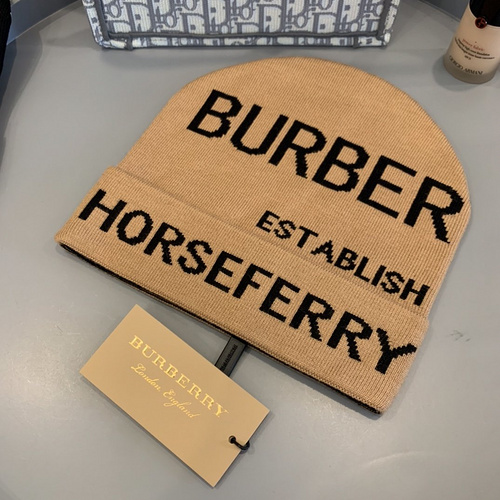 BURBER
ESTABLISH
HORSEFERRY
BURBERRY
London, England